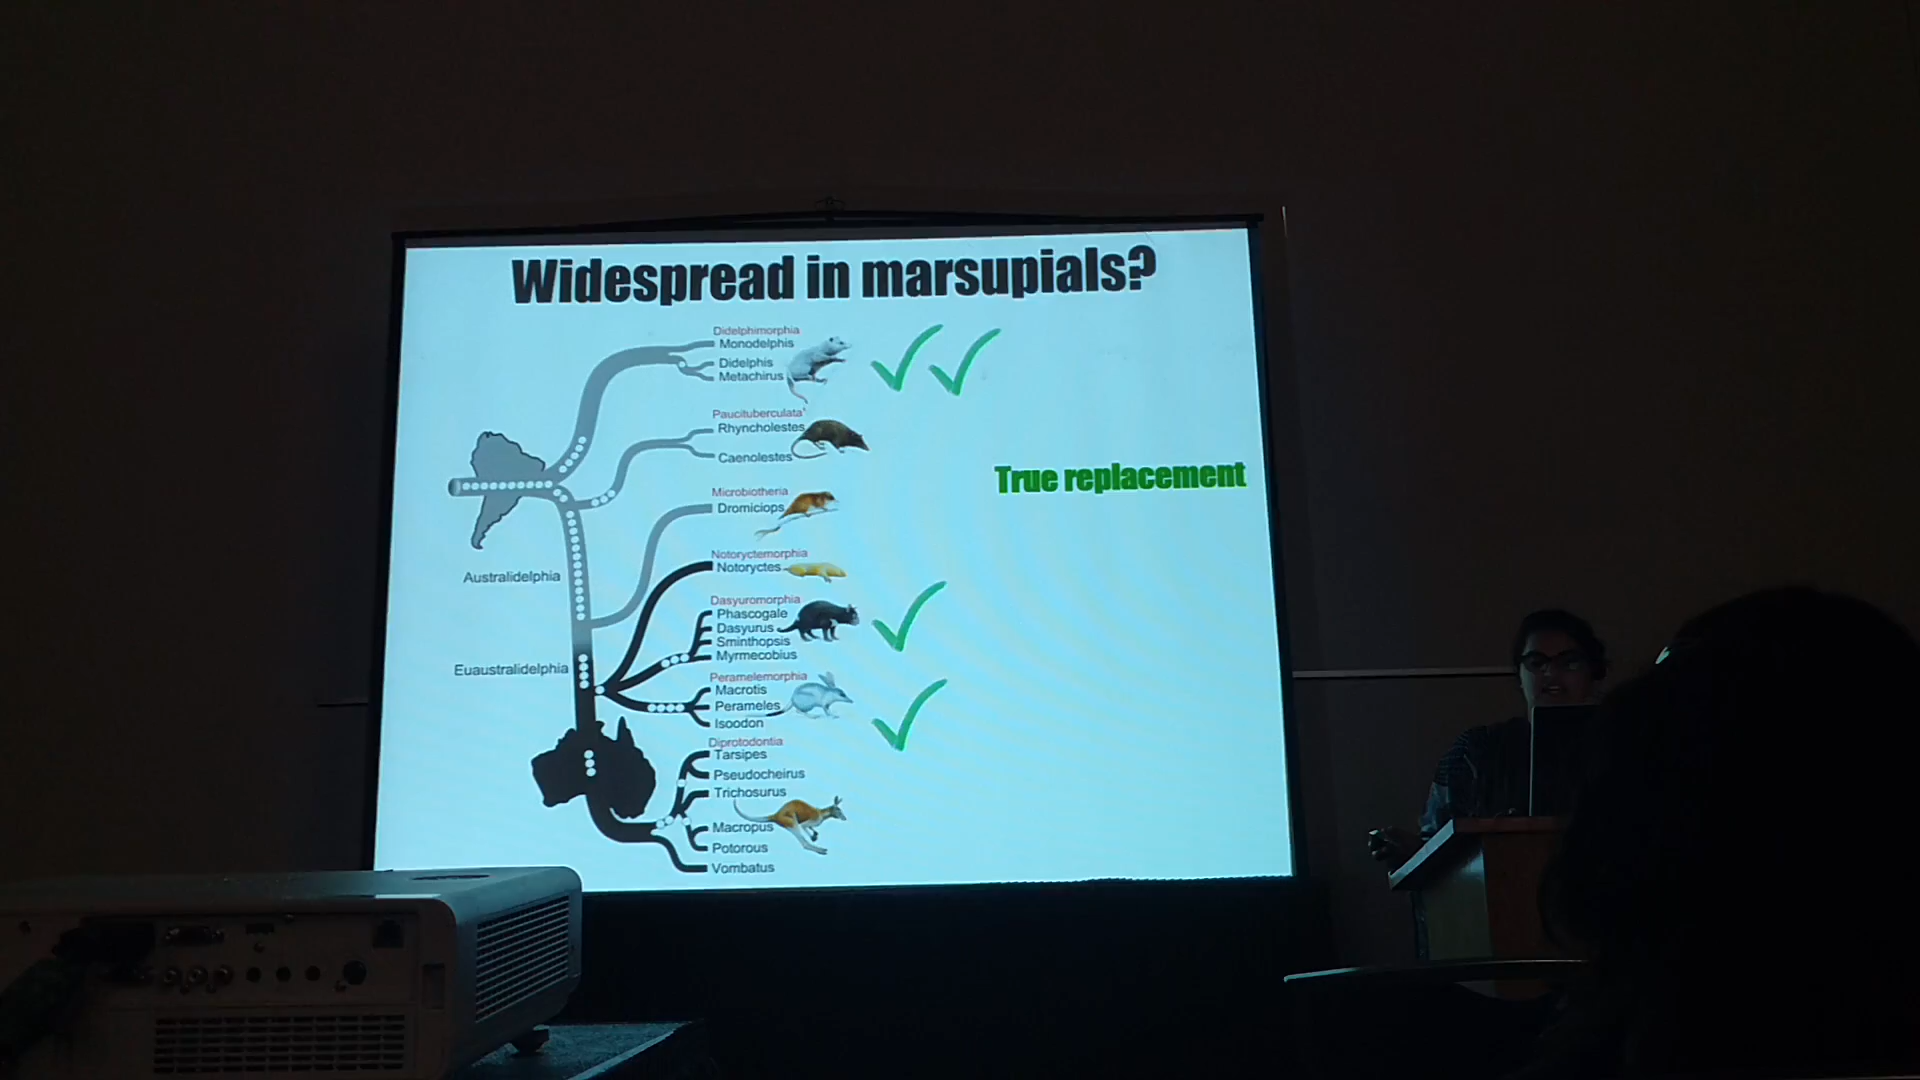 Widespread in marsupials?
Didelphimorphia
Monodelphis
Didelphis
Metachirus
Paucituberculata
Rhyncholestes
Caenolestes
True replacement
Microbiotheria
Dromiciops
Notoryctemorphia
Notoryctes
Australidelphia
Dasyuromorphia
Phascogale
Dasyurus
Sminthopsis
Myrmecobius
Euaustralidelphia
Peramelemorphia
Macrotis
Perameles
Isoodon
Diprotodontia
Tarsipes
Pseudocheirus
Trichosurus
Macropus
Potorous
Vombatus